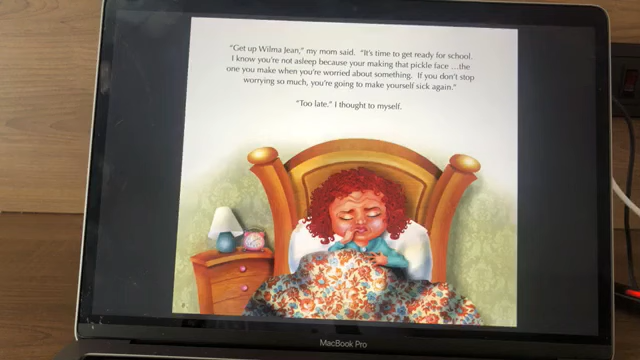 "Get up Wilma Jean," my mom said. "It's time to get ready for school.
I know you're not asleep because your making that pickle face ...the
one you make when you're worried about something. If you don't stop
worrying so much, you're going to make yourself sick again."
"Too late." I thought to myself.
MacBook Pro